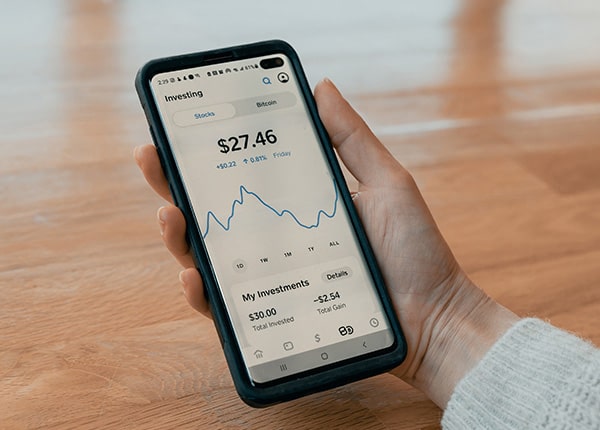 2:29
61%
Investing
Stocks
Bitcoin
$27.46
+$0.22 ↑ 0.81% Friday
1D 1W 1M 1Y ALL
My Investments
Details
$30.00 –$2.54
Total Invested Total Gain
$